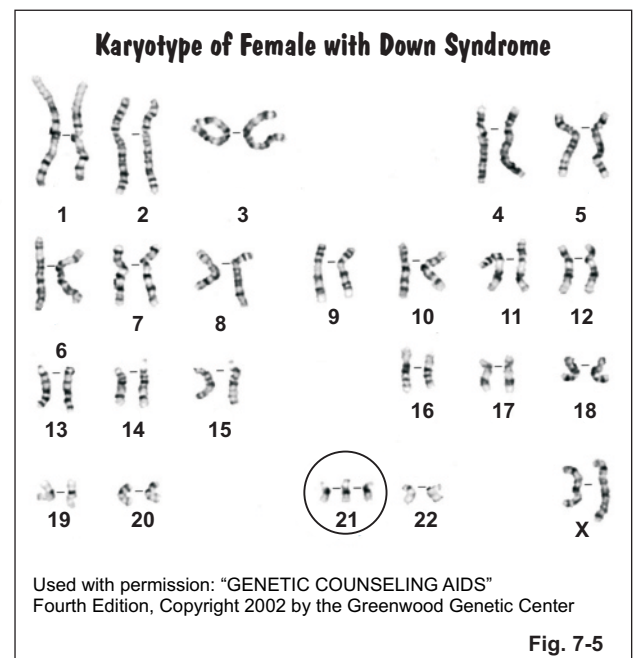 Karyotype of Female with Down Syndrome
1 2 3 4 5
6 7 8 9 10 11 12
13 14 15 16 17 18
19 20 21 22 X
Used with permission: “GENETIC COUNSELING AIDS”
Fourth Edition, Copyright 2002 by the Greenwood Genetic Center
Fig. 7-5